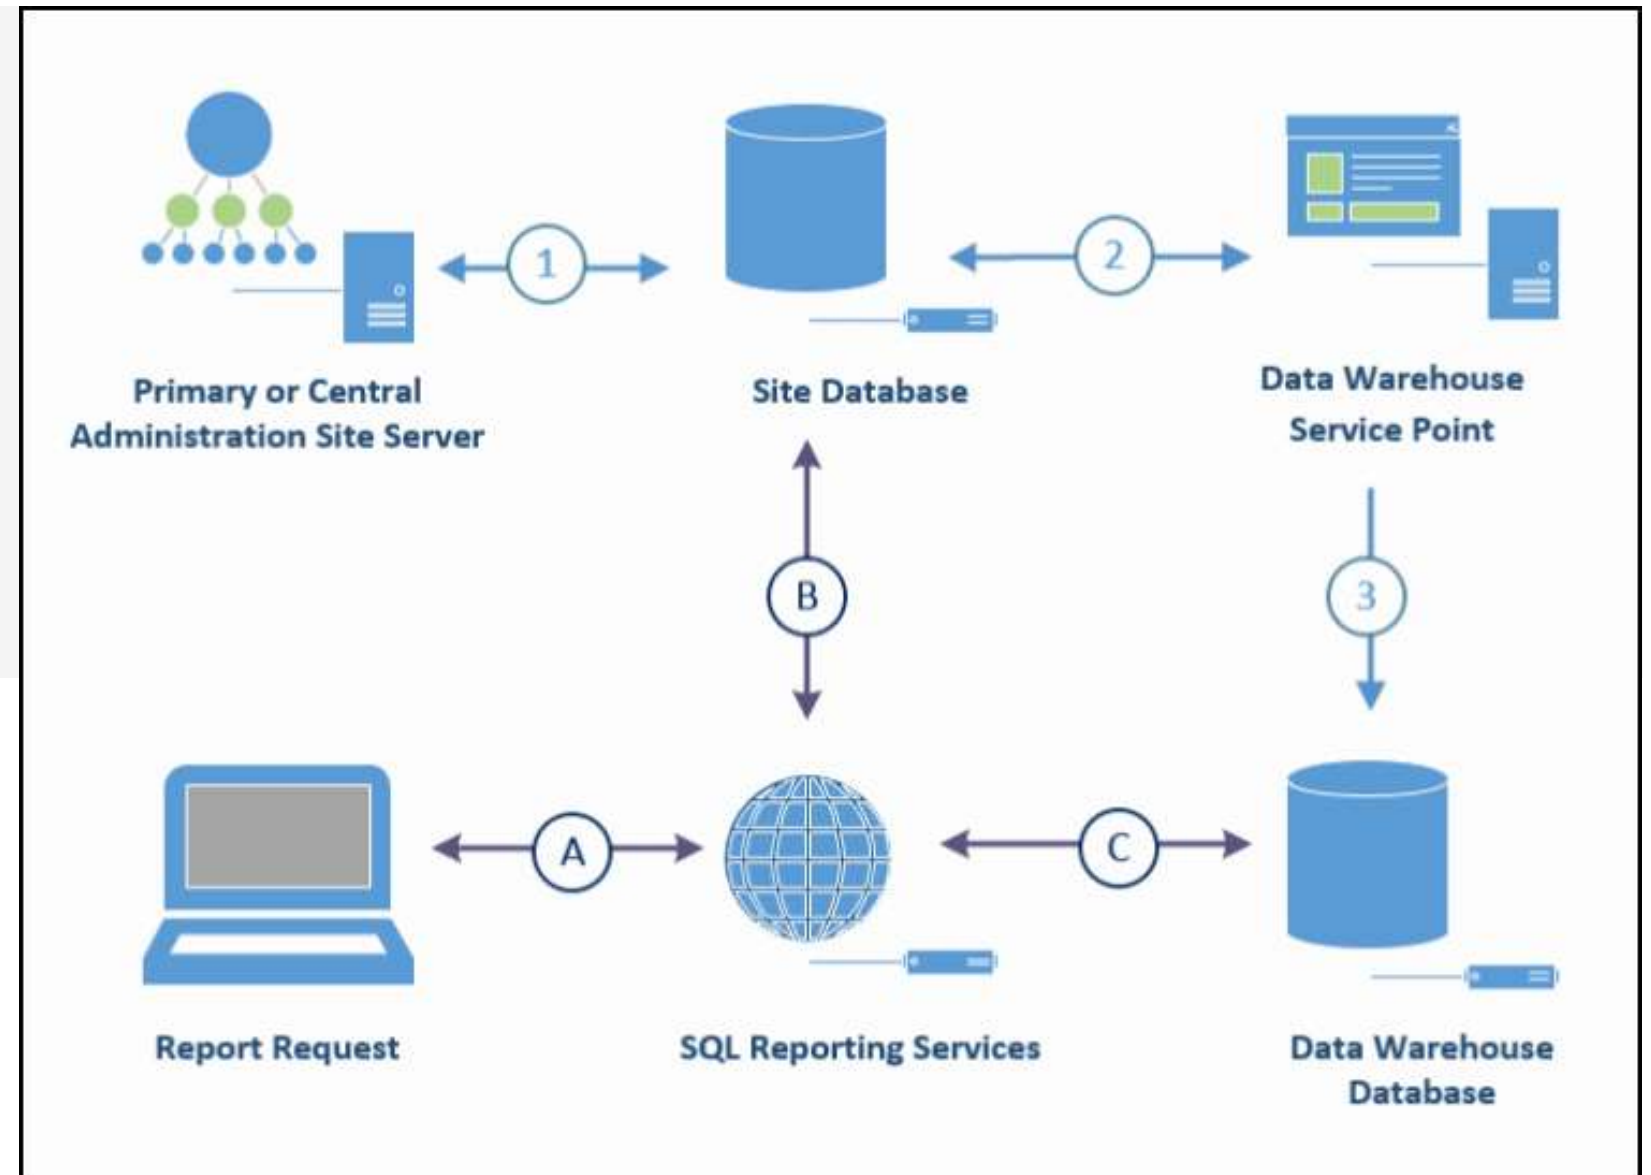 1
2
Primary or Central
Administration Site Server
Site Database
Data Warehouse
Service Point
B
3
A
C
Report Request
SQL Reporting Services
Data Warehouse
Database